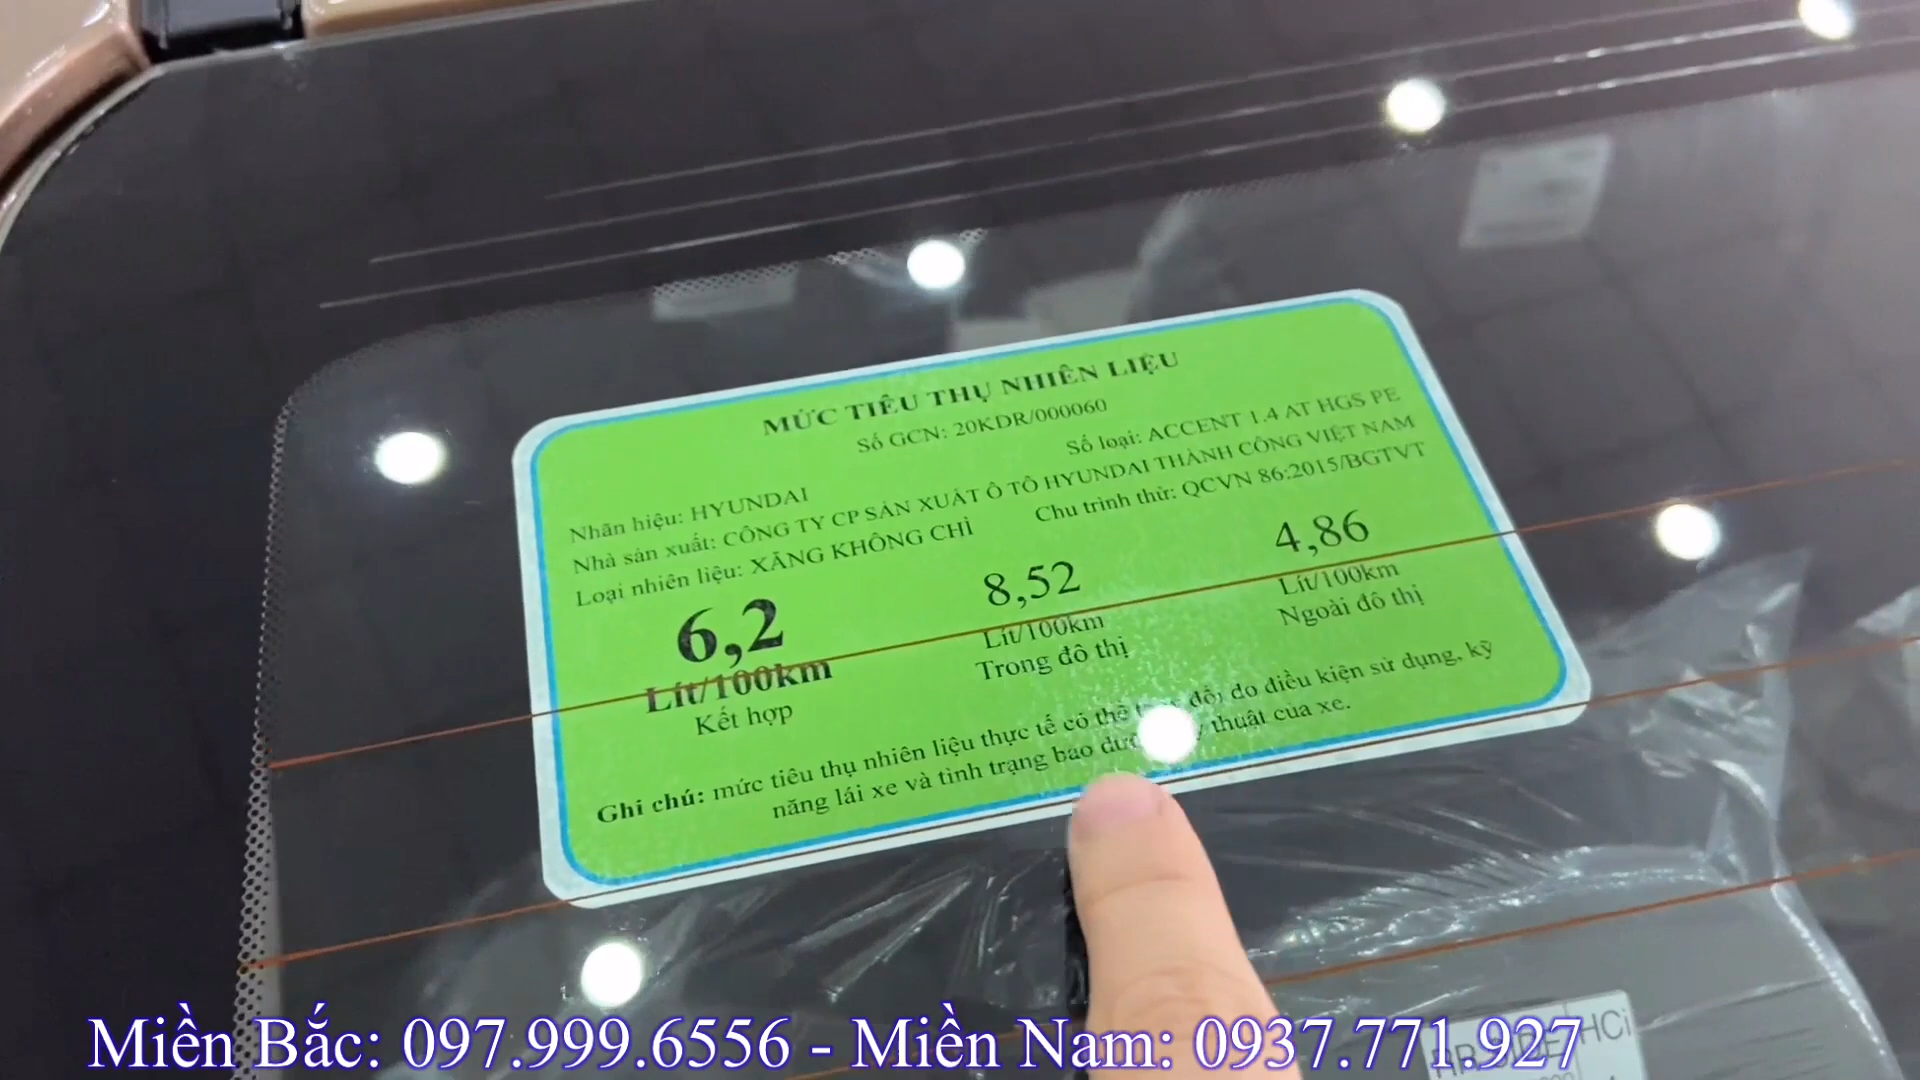 MỨC TIÊU THỤ NHIÊN LIỆU
Số GCN: 20KDR/000060
Nhãn hiệu: HYUNDAI Số loại: ACCENT 1.4 AT HGS PE
Nhà sản xuất: CÔNG TY CP SẢN XUẤT Ô TÔ HYUNDAI THÀNH CÔNG VIỆT NAM
Loại nhiên liệu: XĂNG KHÔNG CHÌ Chu trình thử: QCVN 86:2015/BGTVT
6,2 8,52 4,86
Lít/100km Lít/100km Lít/100km
Kết hợp Trong đô thị Ngoài đô thị
Ghi chú: mức tiêu thụ nhiên liệu thực tế có thể đổi do điều kiện sử dụng, kỹ
năng lái xe và tình trạng bảo thuật của xe.
Miền Bắc: 097.999.6556 - Miền Nam: 0937.771.927